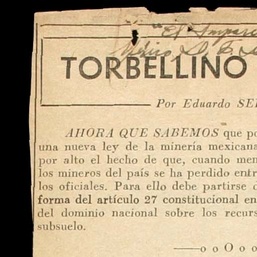 "El Imparcial
México D. F.
TORBELLINO
Por Eduardo SE
AHORA QUE SABEMOS que po
una nueva ley de la minería mexicana
por alto el hecho de que, cuando men
los mineros del país se ha perdido entr
los oficiales. Para ello debe partirse d
forma del artículo 27 constitucional en
del dominio nacional sobre los recurs
subsuelo.
——o o O o